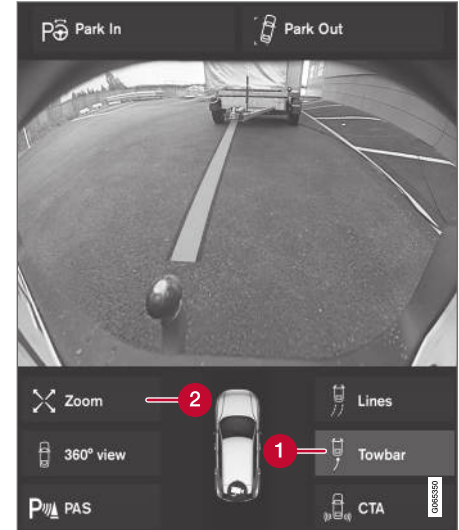 Park In
Park Out
Zoom
2
Lines
360° view
1
Towbar
PAS
CTA
G065350